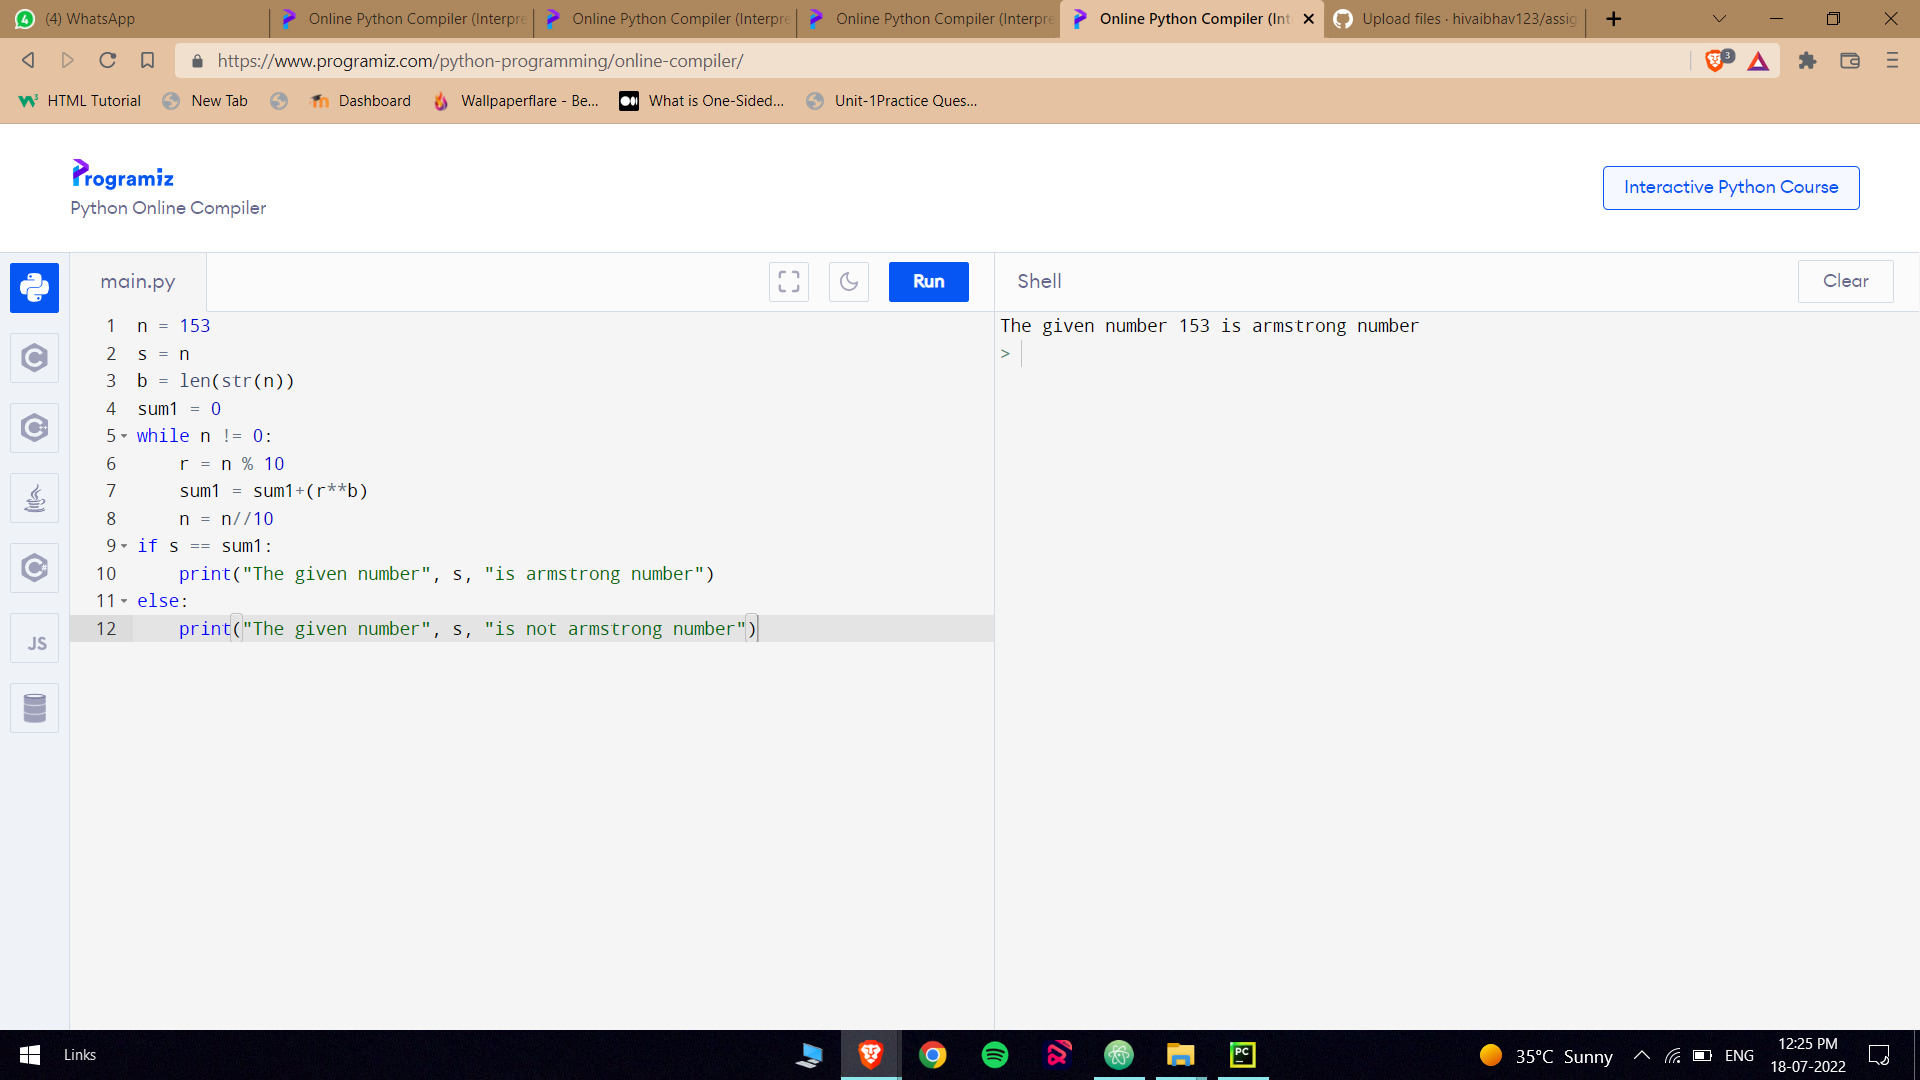 4 (4) WhatsApp
Online Python Compiler (Interpre
Online Python Compiler (Interpre
Online Python Compiler (Interpre
Online Python Compiler (Int
Upload files · hivaibhav123/assig
https://www.programiz.com/python-programming/online-compiler/
3
HTML Tutorial
New Tab
Dashboard
Wallpaperflare - Be...
What is One-Sided...
Unit-1Practice Ques...
Programiz
Python Online Compiler
Interactive Python Course
main.py
Run
Shell
Clear
1 n = 153
2 s = n
3 b = len(str(n))
4 sum1 = 0
5 while n != 0:
6     r = n % 10
7     sum1 = sum1+(r**b)
8     n = n//10
9 if s == sum1:
10     print("The given number", s, "is armstrong number")
11 else:
12     print("The given number", s, "is not armstrong number")
The given number 153 is armstrong number
>
JS
Links
PC
35°C Sunny
ENG
12:25 PM
18-07-2022